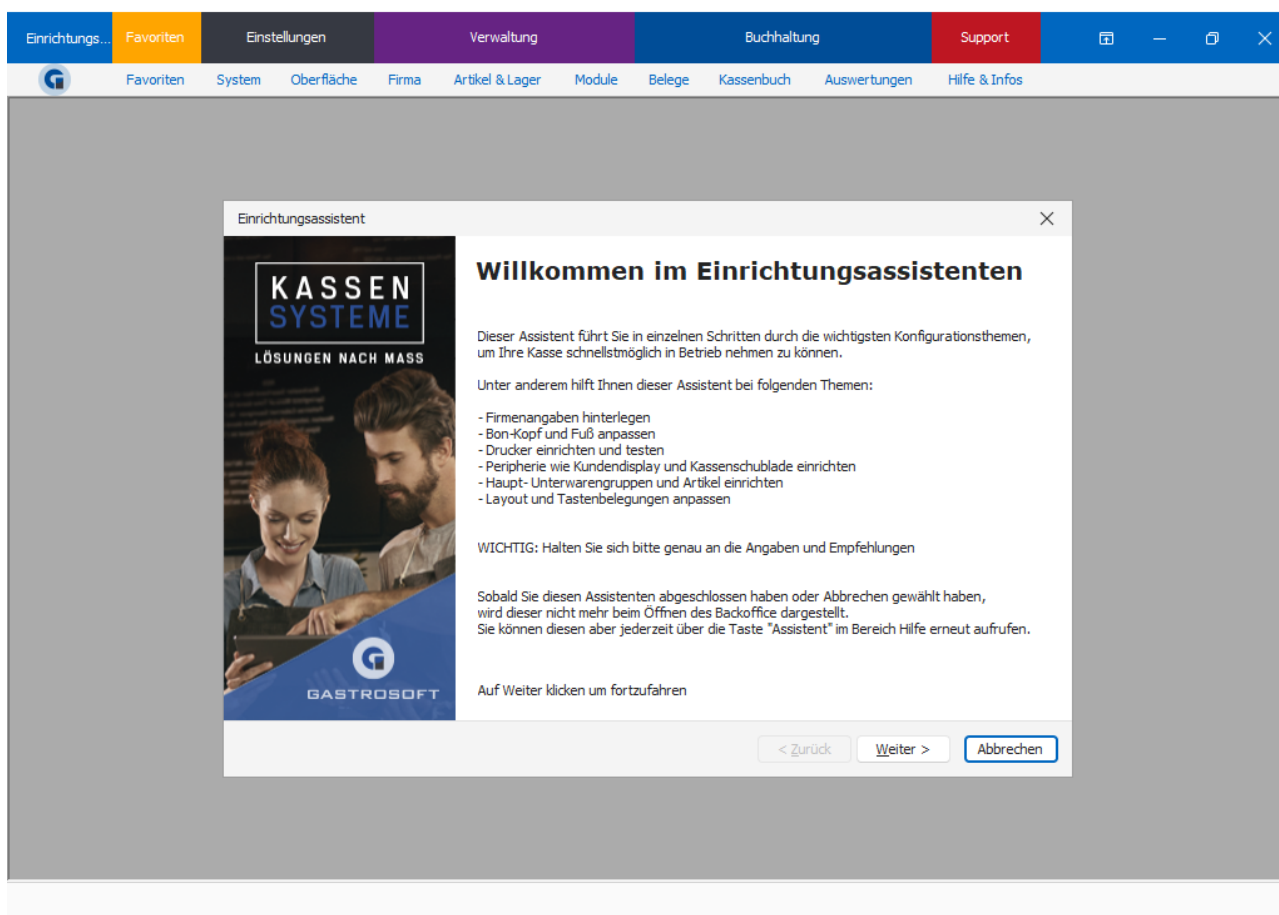 Einrichtungs... Favoriten Einstellungen Verwaltung Buchhaltung Support
Favoriten System Oberfläche Firma Artikel & Lager Module Belege Kassenbuch Auswertungen Hilfe & Infos
Einrichtungsassistent
KASSEN
SYSTEME
LÖSUNGEN NACH MASS
GASTROSOFT
Willkommen im Einrichtungsassistenten
Dieser Assistent führt Sie in einzelnen Schritten durch die wichtigsten Konfigurationsthemen,
um Ihre Kasse schnellstmöglich in Betrieb nehmen zu können.
Unter anderem hilft Ihnen dieser Assistent bei folgenden Themen:
- Firmenangaben hinterlegen
- Bon-Kopf und Fuß anpassen
- Drucker einrichten und testen
- Peripherie wie Kundendisplay und Kassenschublade einrichten
- Haupt- Unterwarengruppen und Artikel einrichten
- Layout und Tastenbelegungen anpassen
WICHTIG: Halten Sie sich bitte genau an die Angaben und Empfehlungen
Sobald Sie diesen Assistenten abgeschlossen haben oder Abbrechen gewählt haben,
wird dieser nicht mehr beim Öffnen des Backoffice dargestellt.
Sie können diesen aber jederzeit über die Taste "Assistent" im Bereich Hilfe erneut aufrufen.
Auf Weiter klicken um fortzufahren
< Zurück Weiter > Abbrechen